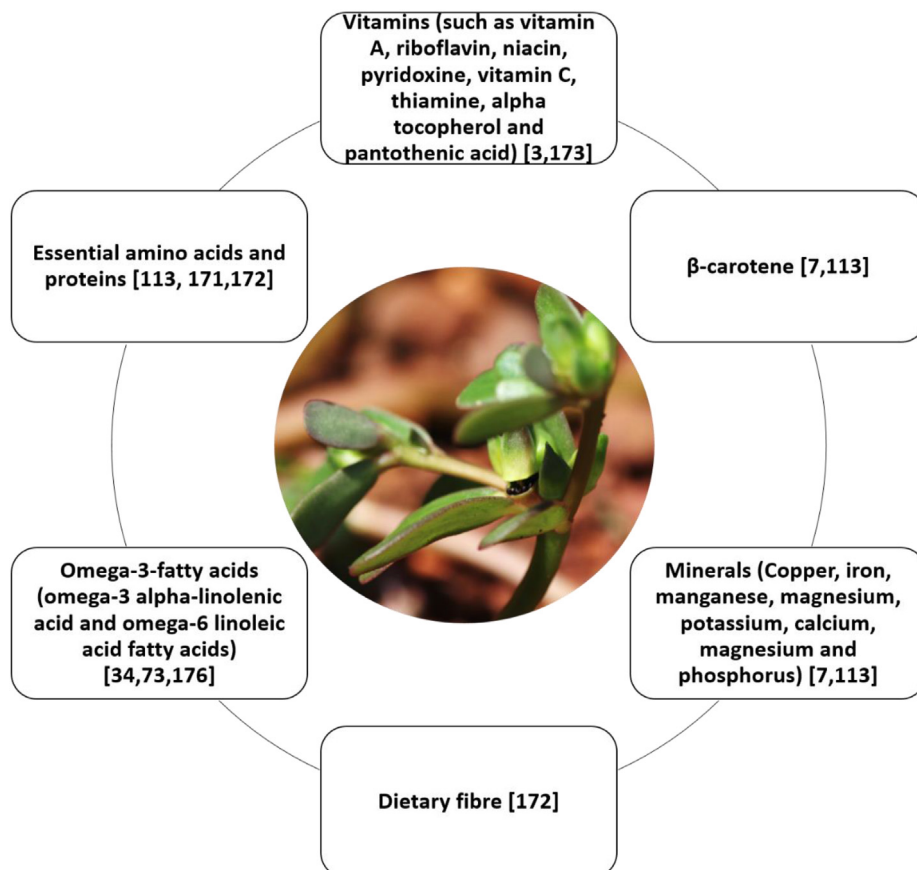 Vitamins (such as vitamin
A, riboflavin, niacin,
pyridoxine, vitamin C,
thiamine, alpha
tocopherol and
pantothenic acid) [3,173]
Essential amino acids and
proteins [113, 171,172]
β-carotene [7,113]
Omega-3-fatty acids
(omega-3 alpha-linolenic
acid and omega-6 linoleic
acid fatty acids)
[34,73,176]
Minerals (Copper, iron,
manganese, magnesium,
potassium, calcium,
magnesium and
phosphorus) [7,113]
Dietary fibre [172]